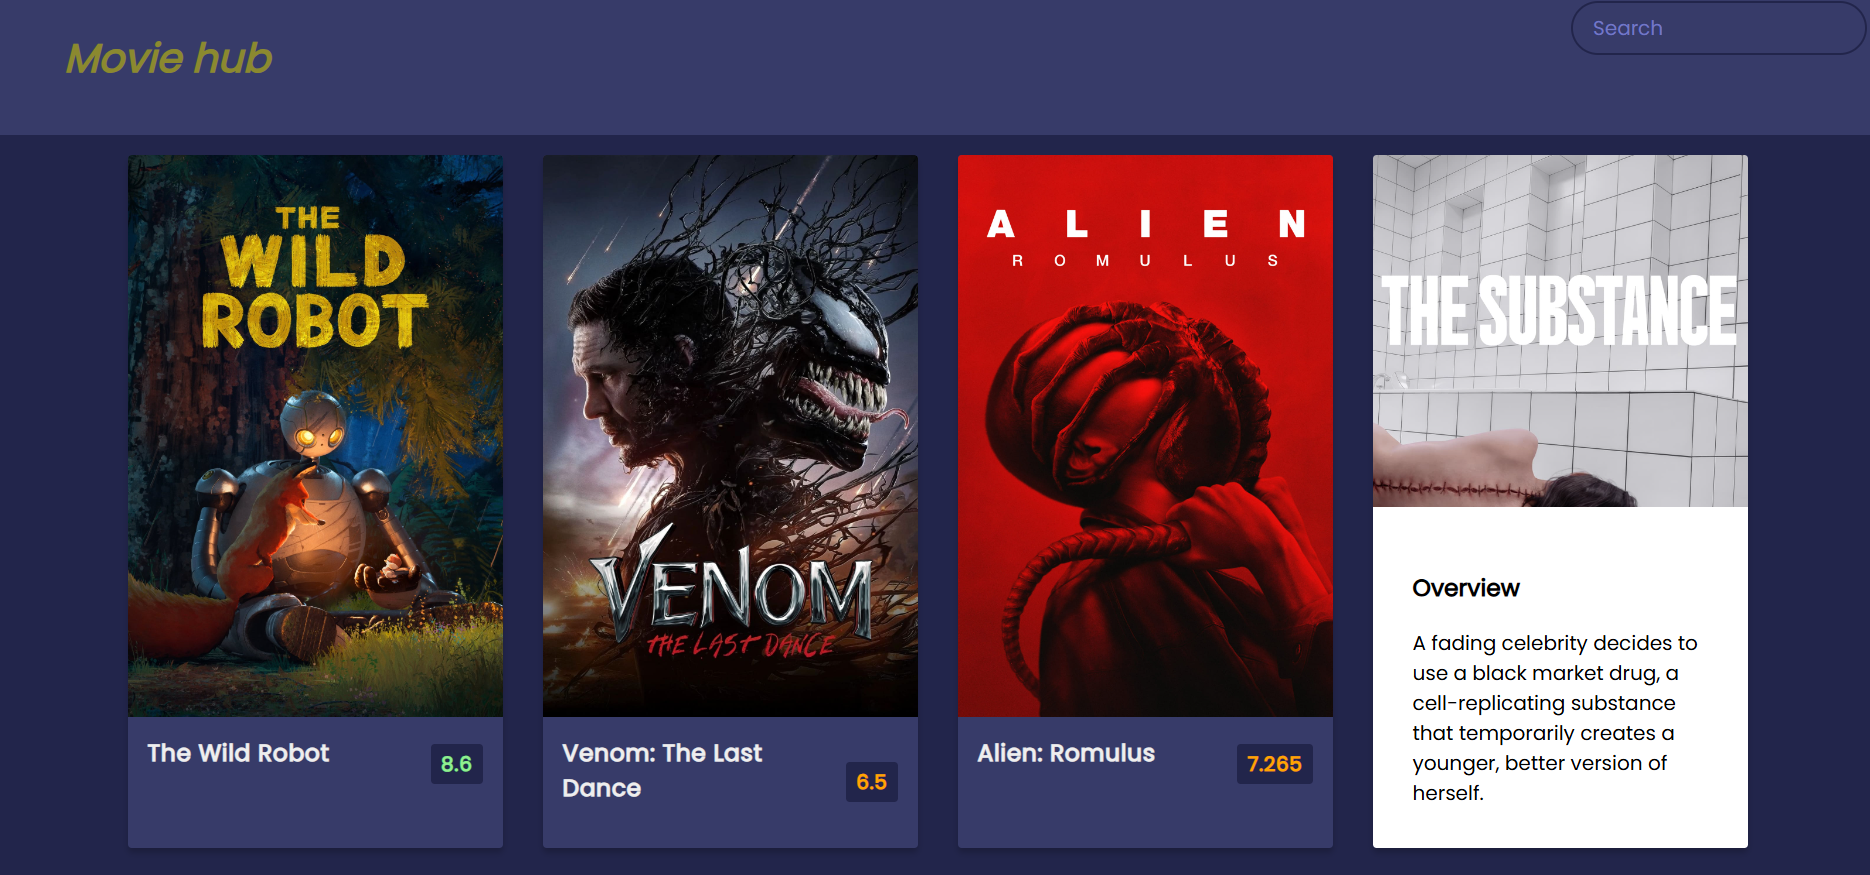 Movie hub
Search
THE
WILD
ROBOT
The Wild Robot
8.6
VENOM
THE LAST DANCE
Venom: The Last
Dance
6.5
ALIEN
ROMULUS
Alien: Romulus
7.265
THE SUBSTANCE
Overview
A fading celebrity decides to
use a black market drug, a
cell-replicating substance
that temporarily creates a
younger, better version of
herself.